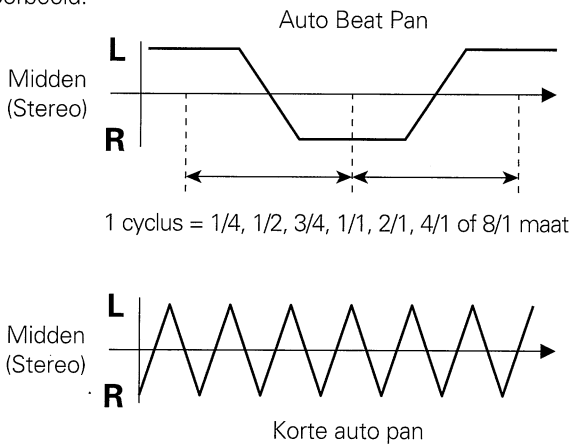 Auto Beat Pan
L
Midden
(Stereo)
R
1 cyclus = 1/4, 1/2, 3/4, 1/1, 2/1, 4/1 of 8/1 maat
L
Midden
(Stereo)
R
Korte auto pan